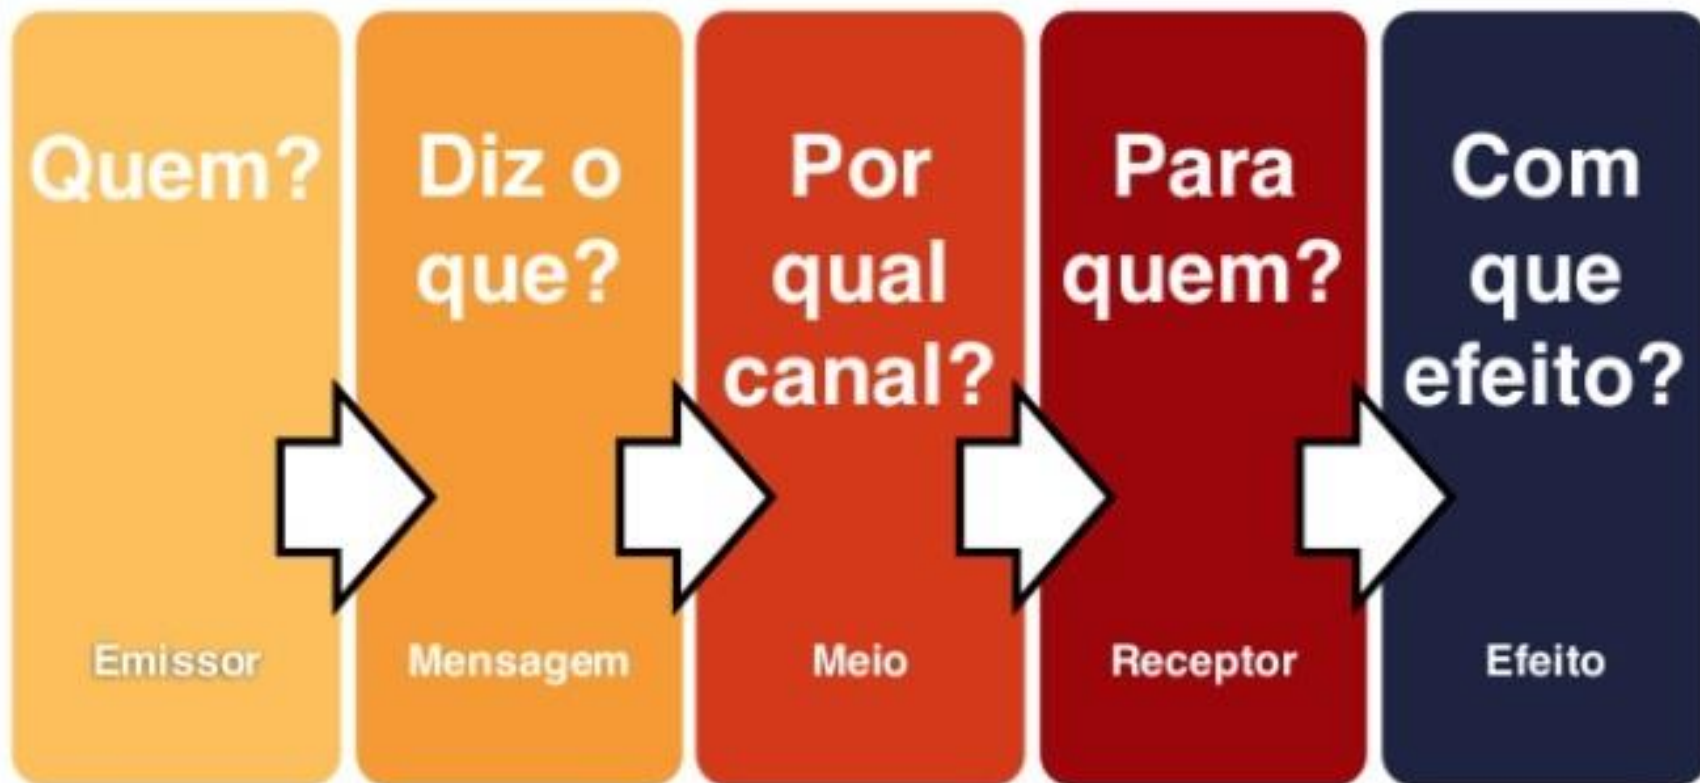 Quem?
Diz o
que?
Por
qual
canal?
Para
quem?
Com
que
efeito?
Emissor
Mensagem
Meio
Receptor
Efeito